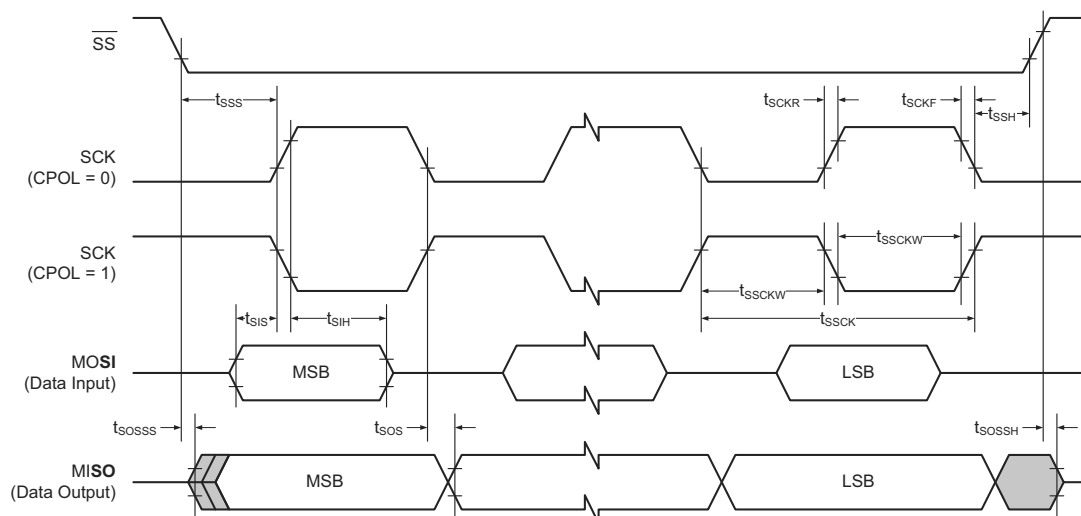 SS
tSSS
tSCKR
tSCKF
tSSH
SCK
(CPOL = 0)
SCK
(CPOL = 1)
tSSCKW
tSSCKW
tSSCK
tSIS
tSIH
MOSI
(Data Input)
MSB
LSB
tSOSSS
tSOS
tSOSSH
MISO
(Data Output)
MSB
LSB